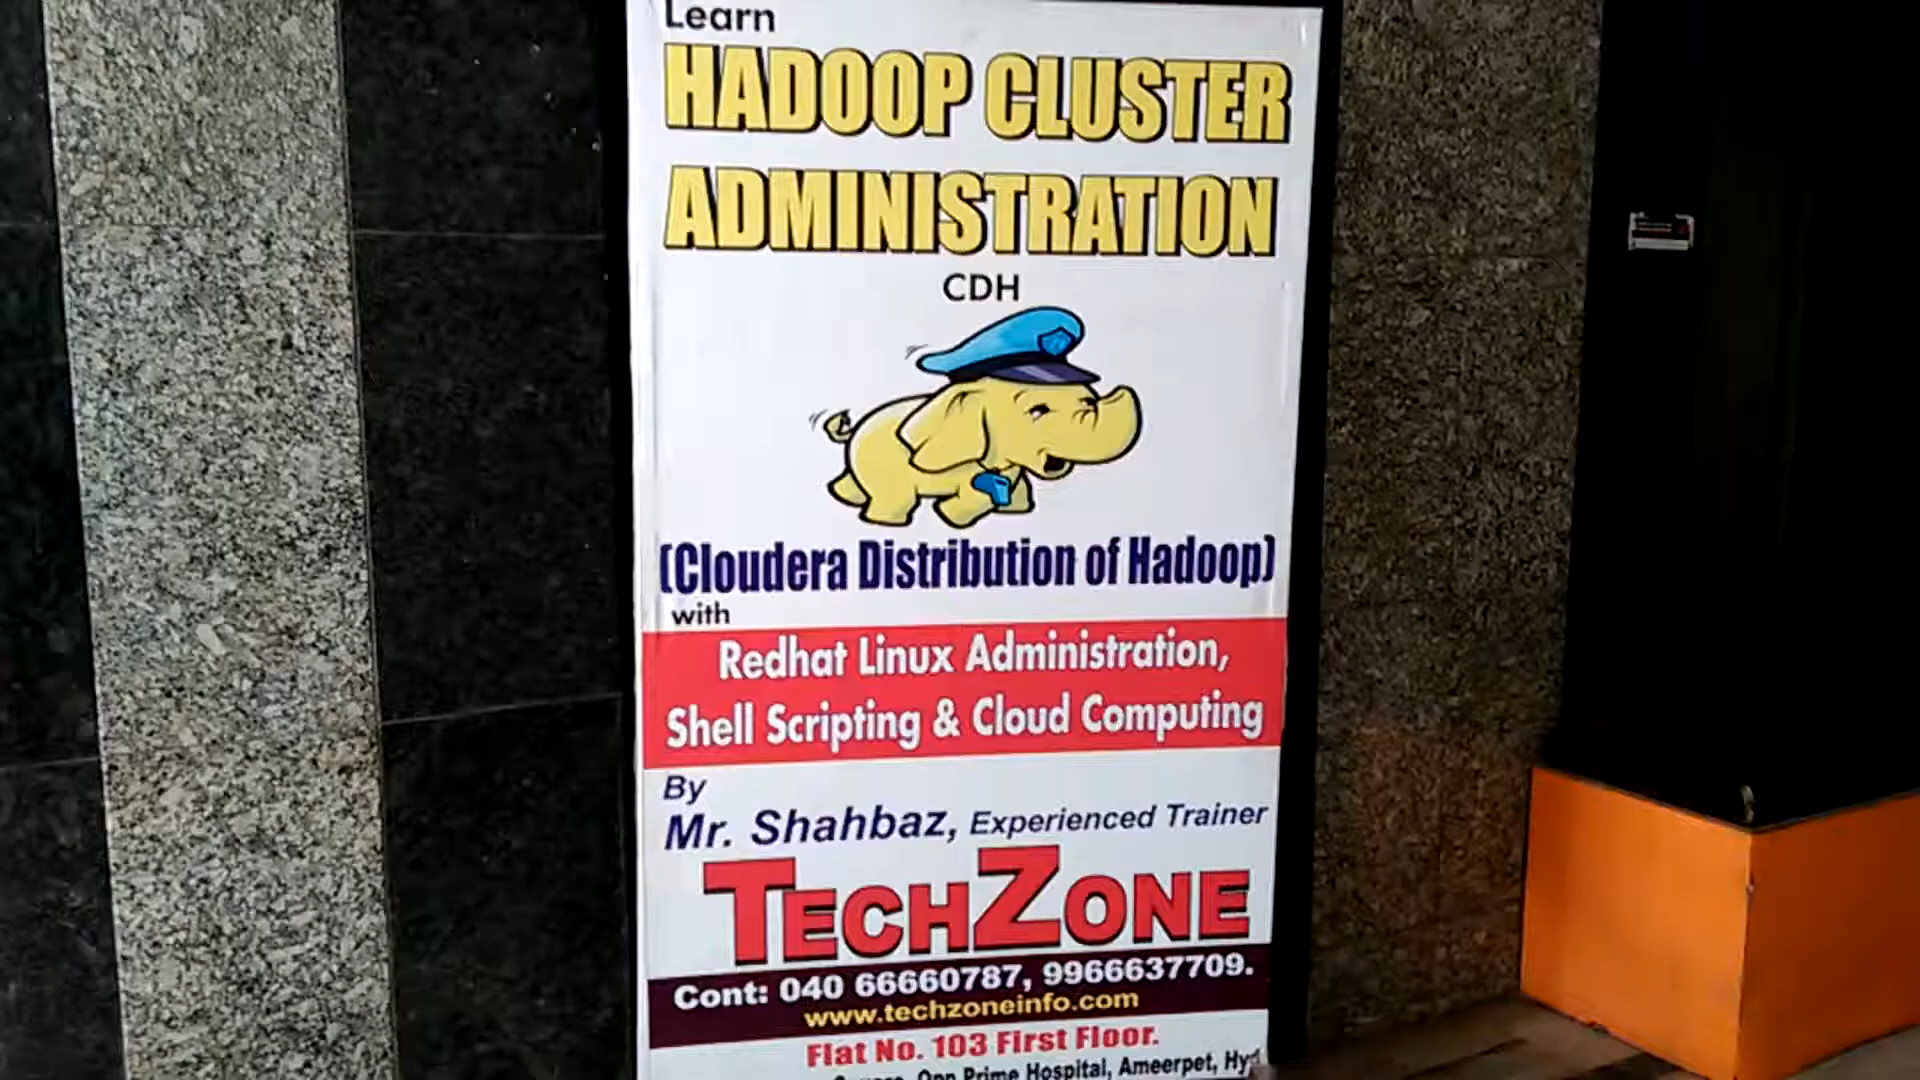 Learn
HADOOP CLUSTER
ADMINISTRATION
CDH
(Cloudera Distribution of Hadoop)
with
Redhat Linux Administration,
Shell Scripting & Cloud Computing
By
Mr. Shahbaz, Experienced Trainer
TECHZONE
Cont: 040 66660787, 9966637709.
www.techzoneinfo.com
Flat No. 103 First Floor.
Opp Prime Hospital, Ameerpet,